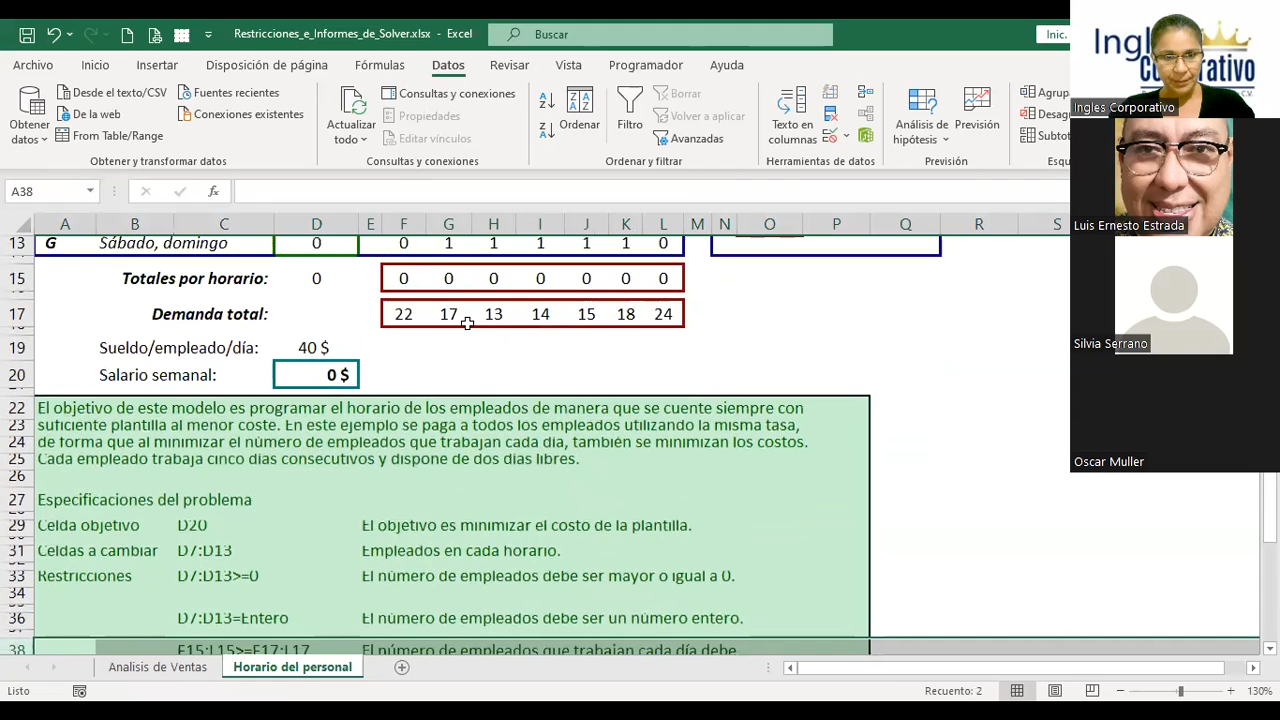 Restricciones_e_Informes_de_Solver.xlsx - Excel
Buscar
Inic.
Archivo Inicio Insertar Disposición de página Fórmulas Datos Revisar Vista Programador Ayuda
Obtener datos
Desde el texto/CSV
De la web
From Table/Range
Fuentes recientes
Conexiones existentes
Obtener y transformar datos
Actualizar todo
Consultas y conexiones
Propiedades
Editar vínculos
Consultas y conexiones
Ordenar
Filtro
Borrar
Volver a aplicar
Avanzadas
Ordenar y filtrar
Texto en columnas
Herramientas de datos
Análisis de hipótesis
Previsión
Previsión
Agrup
Desag
Subto
Esq
A38
A B C D E F G H I J K L M N O P Q R S
13 G Sábado, domingo 0 0 1 1 1 1 1 0
15 Totales por horario: 0 0 0 0 0 0 0 0
17 Demanda total: 22 17 13 14 15 18 24
19 Sueldo/empleado/día: 40 $
20 Salario semanal: 0 $
22 El objetivo de este modelo es programar el horario de los empleados de manera que se cuente siempre con
23 suficiente plantilla al menor coste. En este ejemplo se paga a todos los empleados utilizando la misma tasa,
24 de forma que al minimizar el número de empleados que trabajan cada día, también se minimizan los costos.
25 Cada empleado trabaja cinco días consecutivos y dispone de dos días libres.
26
27 Especificaciones del problema
29 Celda objetivo D20 El objetivo es minimizar el costo de la plantilla.
31 Celdas a cambiar D7:D13 Empleados en cada horario.
33 Restricciones D7:D13>=0 El número de empleados debe ser mayor o igual a 0.
34
36 D7:D13=Entero El número de empleados debe ser un número entero.
38 F15:L15>=F17:L17 El número de empleados que trabajan cada día debe
Analisis de Ventas Horario del personal
Listo
Recuento: 2
130%
Ingles Corporativo
Luis Ernesto Estrada
Silvia Serrano
Oscar Muller